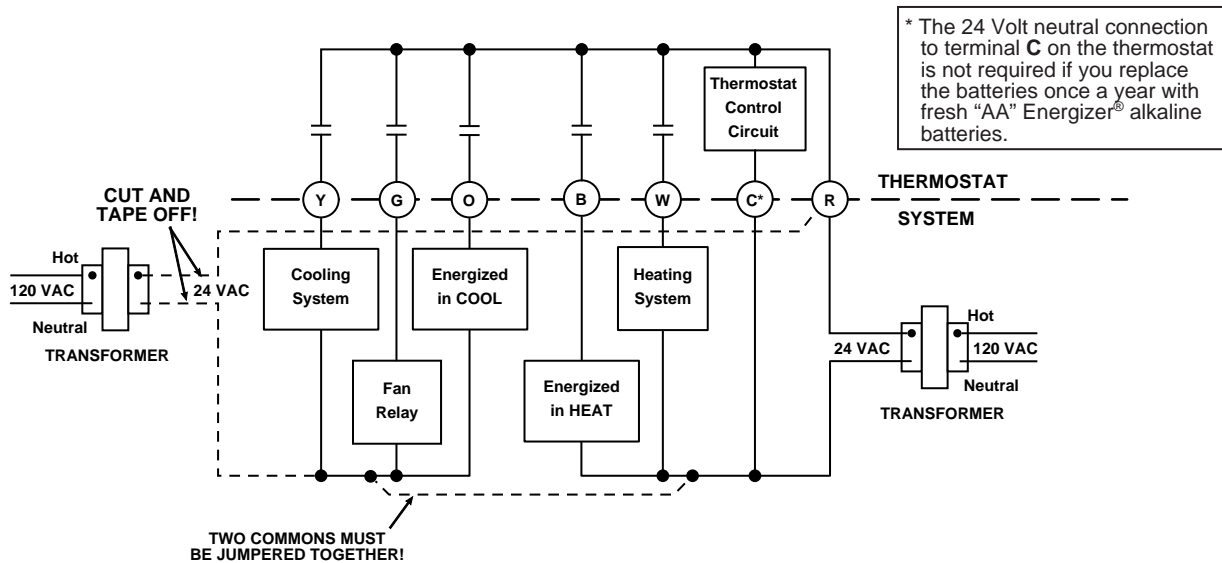 * The 24 Volt neutral connection
to terminal C on the thermostat
is not required if you replace
the batteries once a year with
fresh “AA” Energizer® alkaline
batteries.
Thermostat
Control
Circuit
CUT AND
TAPE OFF!
Y
G
O
B
W
C*
R
THERMOSTAT
SYSTEM
Hot
120 VAC
Neutral
TRANSFORMER
24 VAC
Cooling
System
Energized
in COOL
Heating
System
Fan
Relay
Energized
in HEAT
24 VAC
Hot
120 VAC
Neutral
TRANSFORMER
TWO COMMONS MUST
BE JUMPERED TOGETHER!